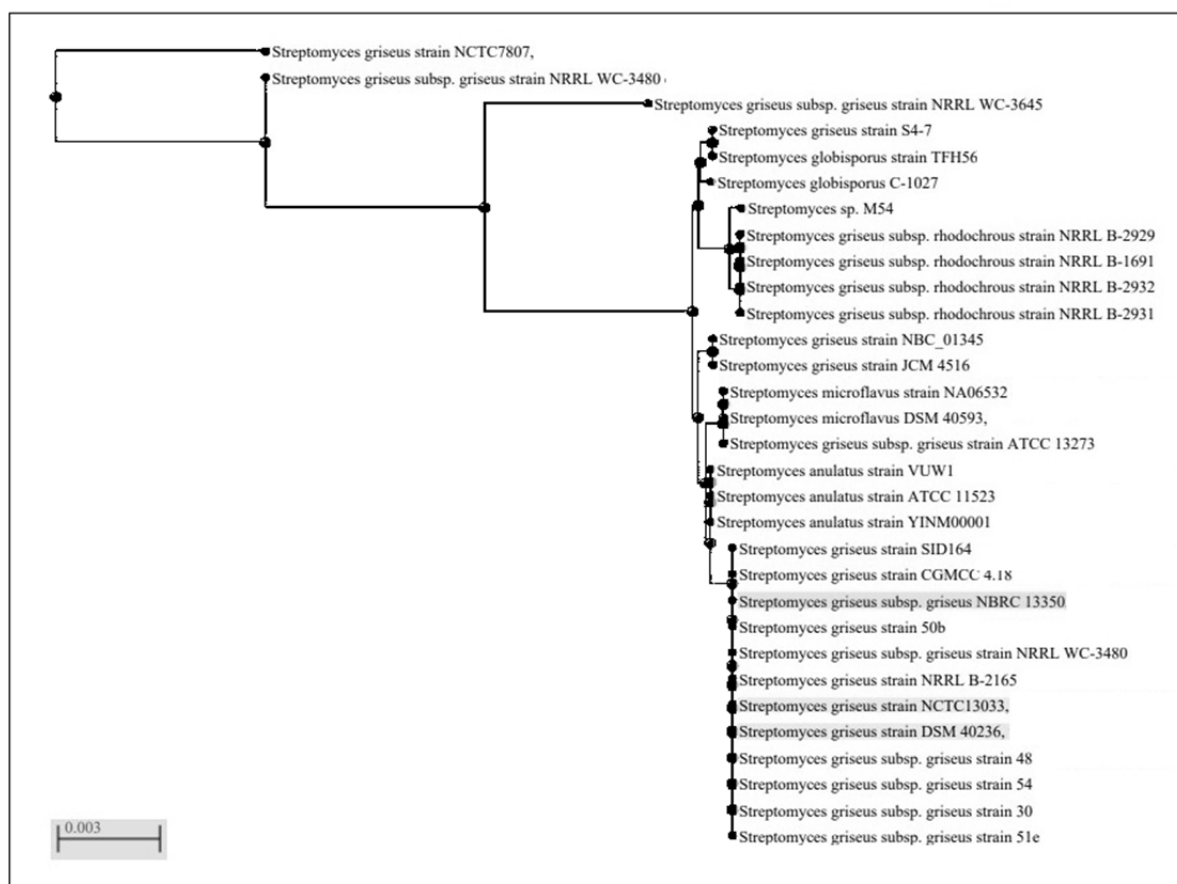 Streptomyces griseus strain NCTC7807,
Streptomyces griseus subsp. griseus strain NRRL WC-3480
Streptomyces griseus subsp. griseus strain NRRL WC-3645
Streptomyces griseus strain S4-7
Streptomyces globisporus strain TFH56
Streptomyces globisporus C-1027
Streptomyces sp. M54
Streptomyces griseus subsp. rhodochrous strain NRRL B-2929
Streptomyces griseus subsp. rhodochrous strain NRRL B-1691
Streptomyces griseus subsp. rhodochrous strain NRRL B-2932
Streptomyces griseus subsp. rhodochrous strain NRRL B-2931
Streptomyces griseus strain NBC_01345
Streptomyces griseus strain JCM 4516
Streptomyces microflavus strain NA06532
Streptomyces microflavus DSM 40593,
Streptomyces griseus subsp. griseus strain ATCC 13273
Streptomyces anulatus strain VUW1
Streptomyces anulatus strain ATCC 11523
Streptomyces anulatus strain YINM00001
Streptomyces griseus strain SID164
Streptomyces griseus strain CGMCC 4.18
Streptomyces griseus subsp. griseus NBRC 13350
Streptomyces griseus strain 50b
Streptomyces griseus subsp. griseus strain NRRL WC-3480
Streptomyces griseus strain NRRL B-2165
Streptomyces griseus strain NCTC13033,
Streptomyces griseus strain DSM 40236,
Streptomyces griseus subsp. griseus strain 48
Streptomyces griseus subsp. griseus strain 54
Streptomyces griseus subsp. griseus strain 30
Streptomyces griseus subsp. griseus strain 51e
0.003